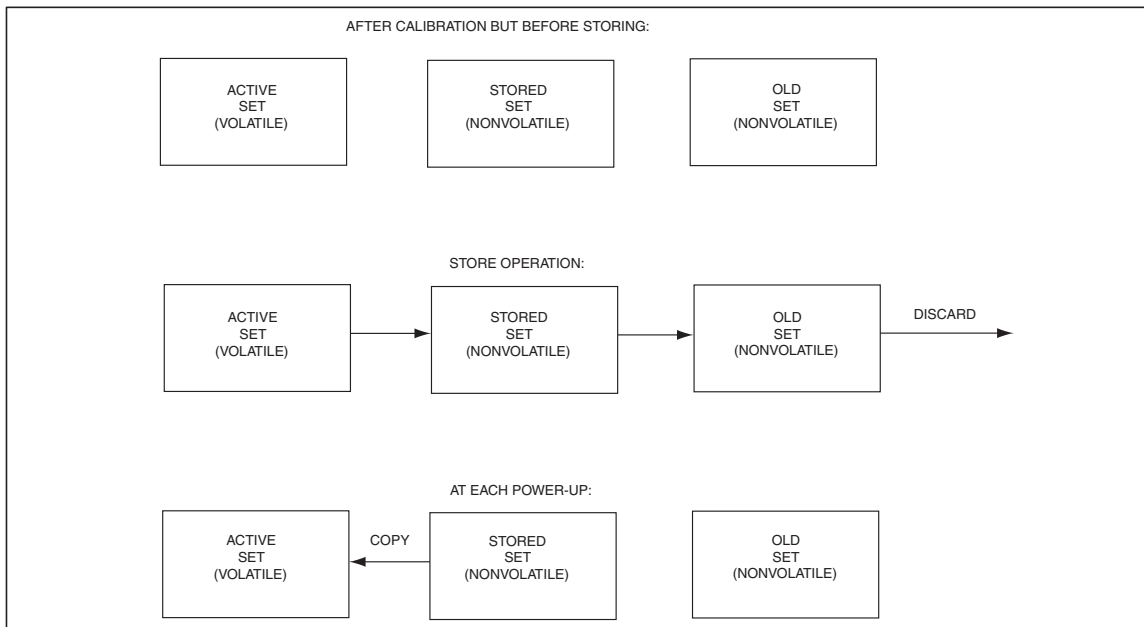 AFTER CALIBRATION BUT BEFORE STORING:
ACTIVE
SET
(VOLATILE)
STORED
SET
(NONVOLATILE)
OLD
SET
(NONVOLATILE)
STORE OPERATION:
ACTIVE
SET
(VOLATILE)
STORED
SET
(NONVOLATILE)
OLD
SET
(NONVOLATILE)
DISCARD
AT EACH POWER-UP:
ACTIVE
SET
(VOLATILE)
COPY
STORED
SET
(NONVOLATILE)
OLD
SET
(NONVOLATILE)